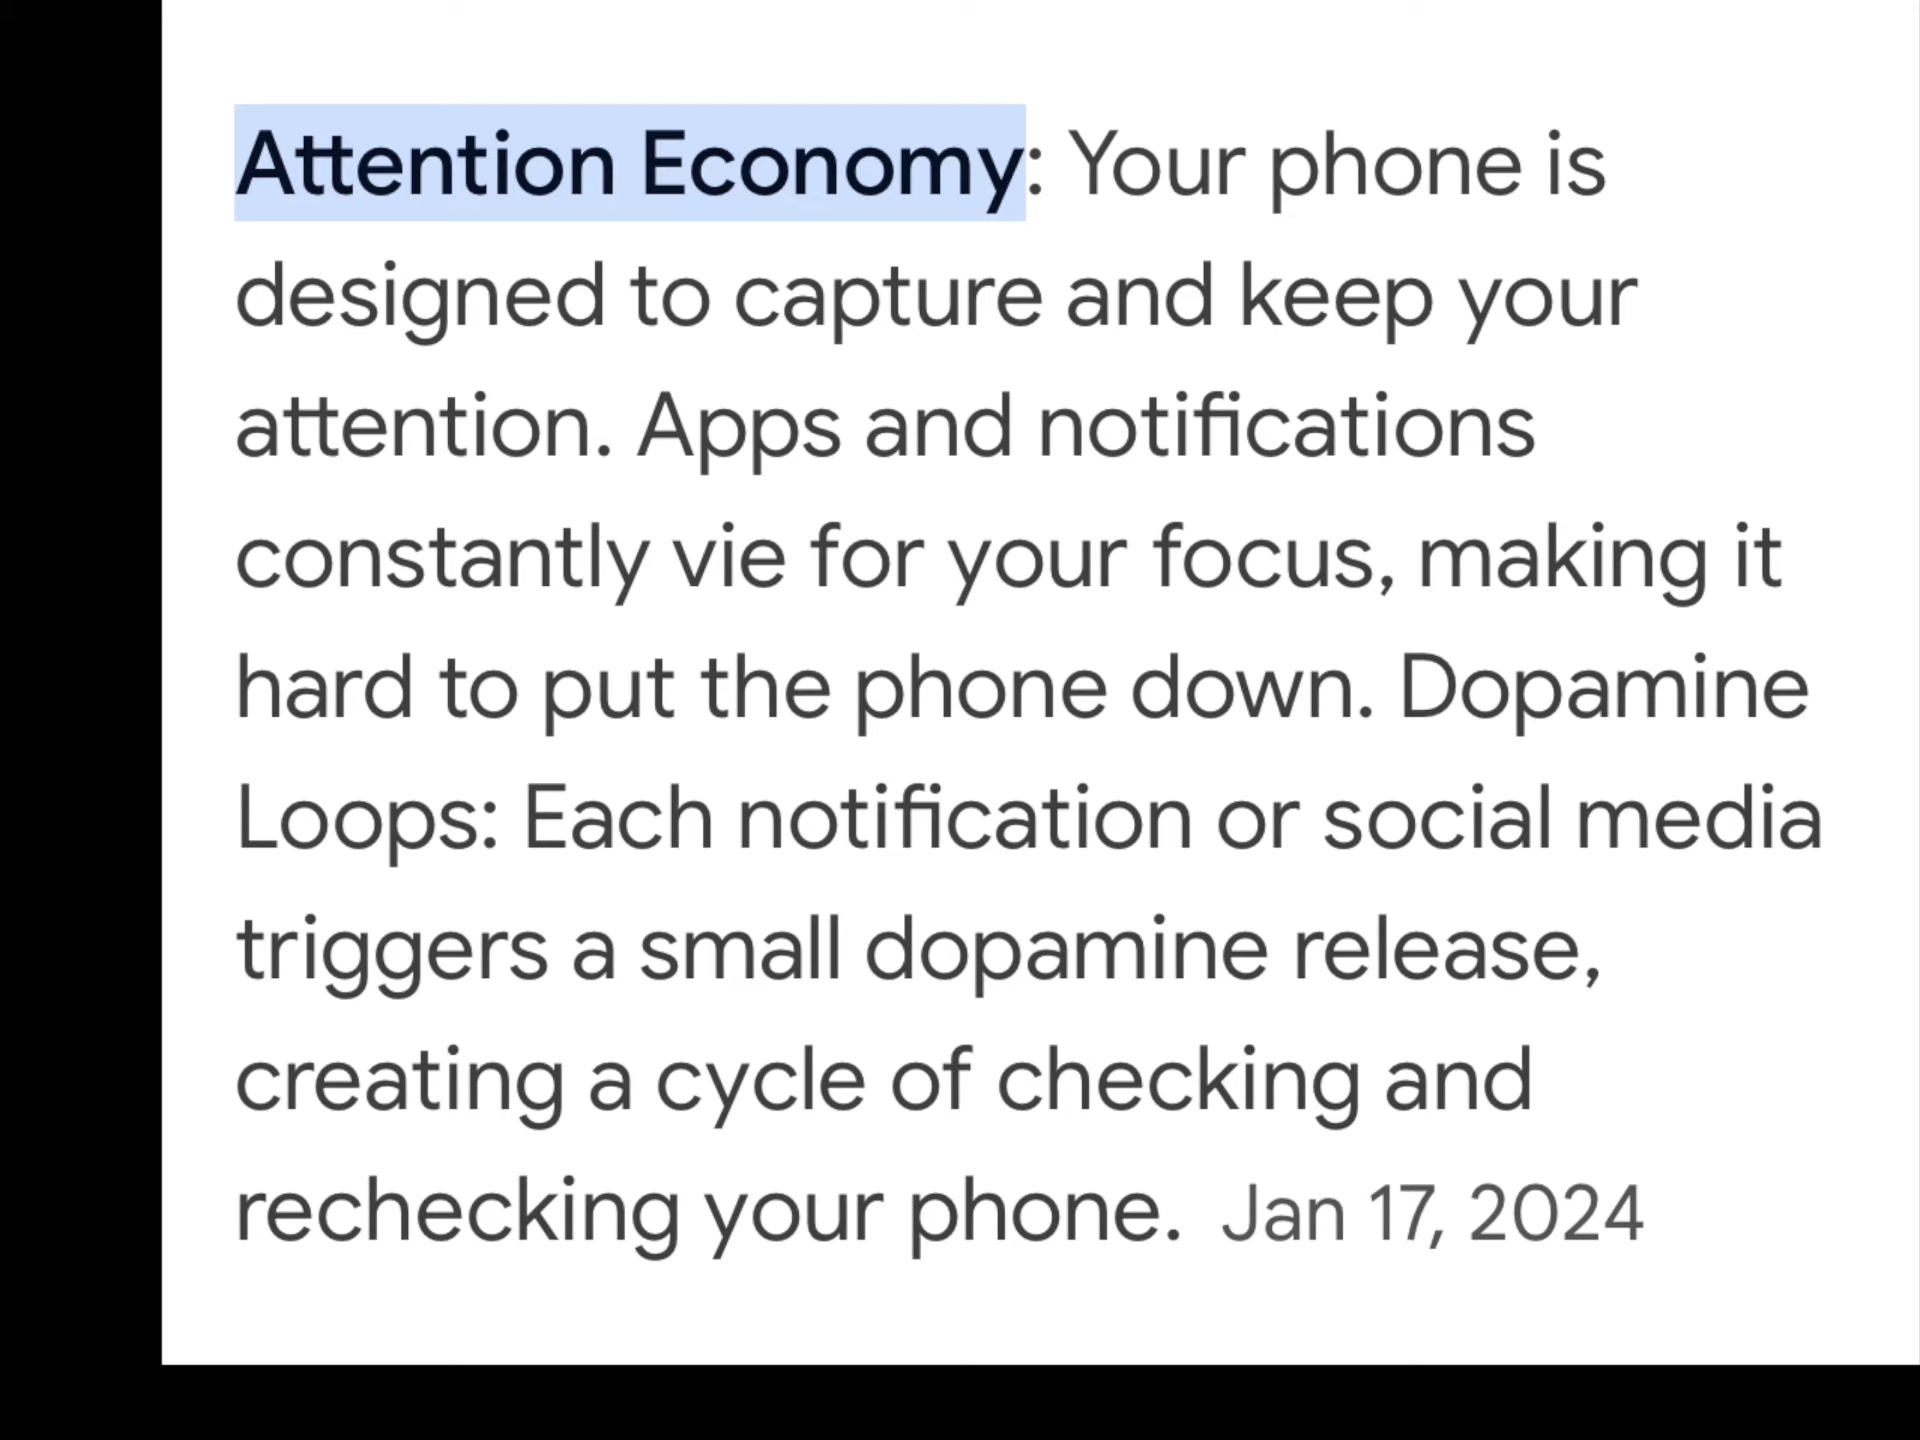 Attention Economy: Your phone is
designed to capture and keep your
attention. Apps and notifications
constantly vie for your focus, making it
hard to put the phone down. Dopamine
Loops: Each notification or social media
triggers a small dopamine release,
creating a cycle of checking and
rechecking your phone. Jan 17, 2024